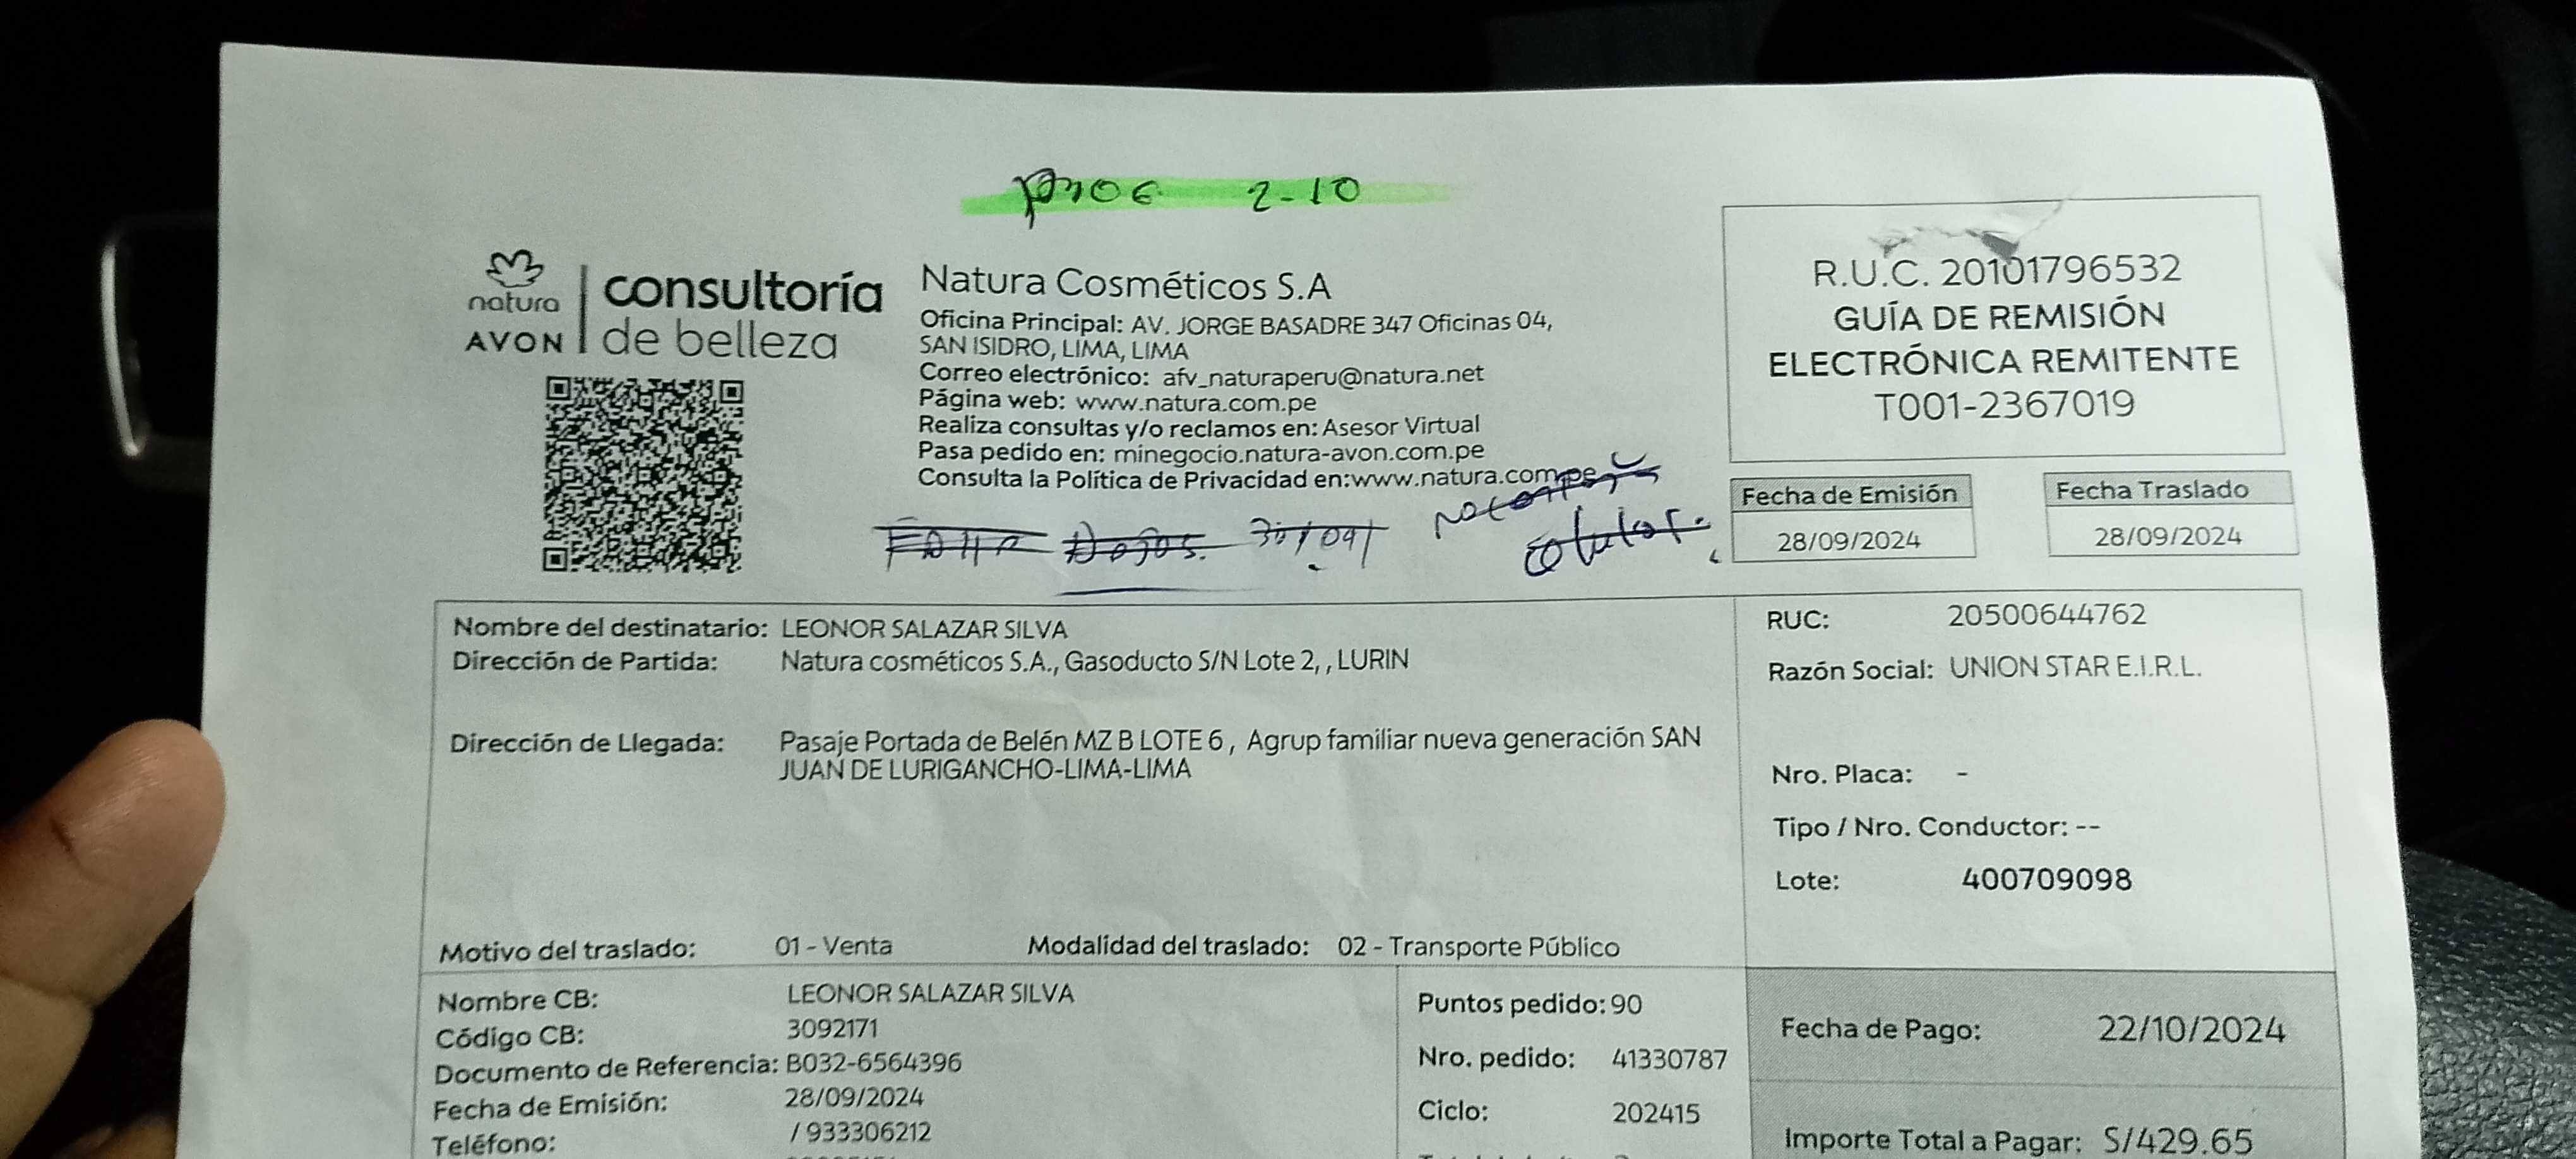 2-10
natura
AVON
consultoría
de belleza
Natura Cosméticos S.A
Oficina Principal: AV. JORGE BASADRE 347 Oficinas 04,
SAN ISIDRO, LIMA, LIMA
Correo electrónico: afv_naturaperu@natura.net
Página web: www.natura.com.pe
Realiza consultas y/o reclamos en: Asesor Virtual
Pasa pedido en: minegocio.natura-avon.com.pe
Consulta la Política de Privacidad en:www.natura.com.pe
R.U.C. 20101796532
GUÍA DE REMISIÓN
ELECTRÓNICA REMITENTE
T001-2367019
Fecha de Emisión
28/09/2024
Fecha Traslado
28/09/2024
Nombre del destinatario: LEONOR SALAZAR SILVA
Dirección de Partida: Natura cosméticos S.A., Gasoducto S/N Lote 2, , LURIN
Dirección de Llegada: Pasaje Portada de Belén MZ B LOTE 6 , Agrup familiar nueva generación SAN
JUAN DE LURIGANCHO-LIMA-LIMA
Motivo del traslado: 01 - Venta Modalidad del traslado: 02 - Transporte Público
RUC: 20500644762
Razón Social: UNION STAR E.I.R.L.
Nro. Placa: -
Tipo / Nro. Conductor: --
Lote: 400709098
Nombre CB: LEONOR SALAZAR SILVA
Código CB: 3092171
Documento de Referencia: B032-6564396
Fecha de Emisión: 28/09/2024
Teléfono: / 933306212
Puntos pedido: 90
Nro. pedido: 41330787
Ciclo: 202415
Fecha de Pago: 22/10/2024
Importe Total a Pagar: S/429.65